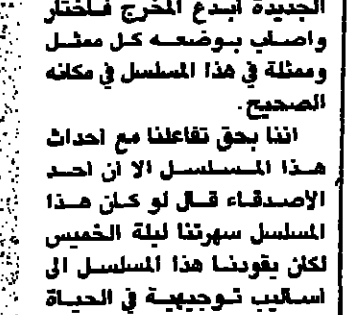 الجديدة ابدع المخرج فاختار
واصاب بوضعه كل ممثل
وممثلة في هذا المسلسل في مكانه
الصحيح.
اننا بحق تفاعلنا مع احداث
هذا المسلسل الا ان احد
الاصدقاء قال لو كان هذا
المسلسل سهرتنا ليلة الخميس
لكان يقودنا هذا المسلسل الى
اساليب توجيهية في الحياة